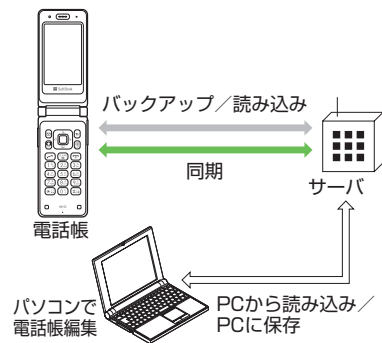 SoftBank
バックアップ／読み込み
同期
サーバ
電話帳
パソコンで
電話帳編集
PCから読み込み／
PCに保存